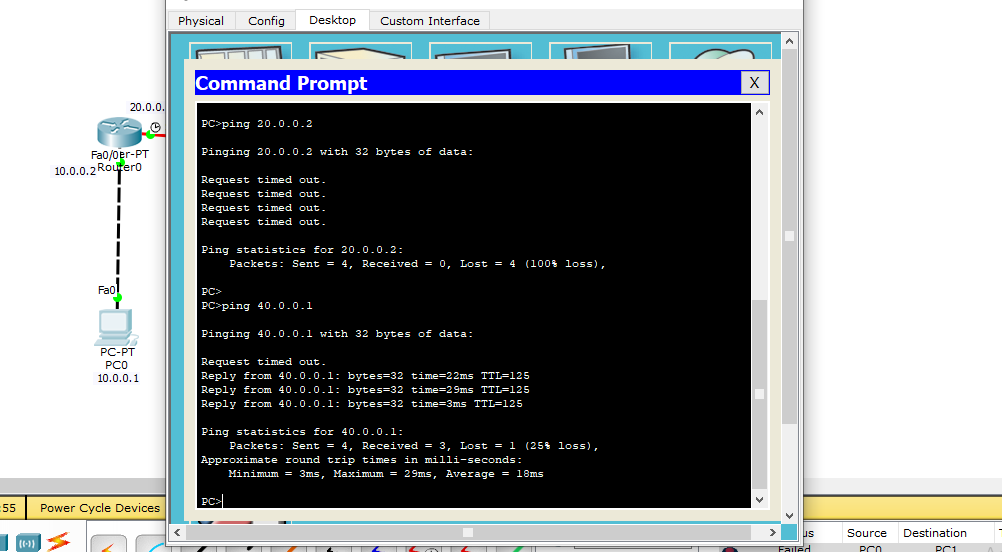 Physical
Config
Desktop
Custom Interface
Command Prompt
X
PC>ping 20.0.0.2
Pinging 20.0.0.2 with 32 bytes of data:
Request timed out.
Request timed out.
Request timed out.
Request timed out.
Ping statistics for 20.0.0.2:
Packets: Sent = 4, Received = 0, Lost = 4 (100% loss),
PC>
PC>ping 40.0.0.1
Pinging 40.0.0.1 with 32 bytes of data:
Request timed out.
Reply from 40.0.0.1: bytes=32 time=22ms TTL=125
Reply from 40.0.0.1: bytes=32 time=29ms TTL=125
Reply from 40.0.0.1: bytes=32 time=3ms TTL=125
Ping statistics for 40.0.0.1:
Packets: Sent = 4, Received = 3, Lost = 1 (25% loss),
Approximate round trip times in milli-seconds:
Minimum = 3ms, Maximum = 29ms, Average = 18ms
PC>
20.0.0.
Fa0/0
er-PT
10.0.0.2
Router0
Fa0
PC-PT
PC0
10.0.0.1
:55
Power Cycle Devices
us
Source
Destination
Failed
PC0
PC1